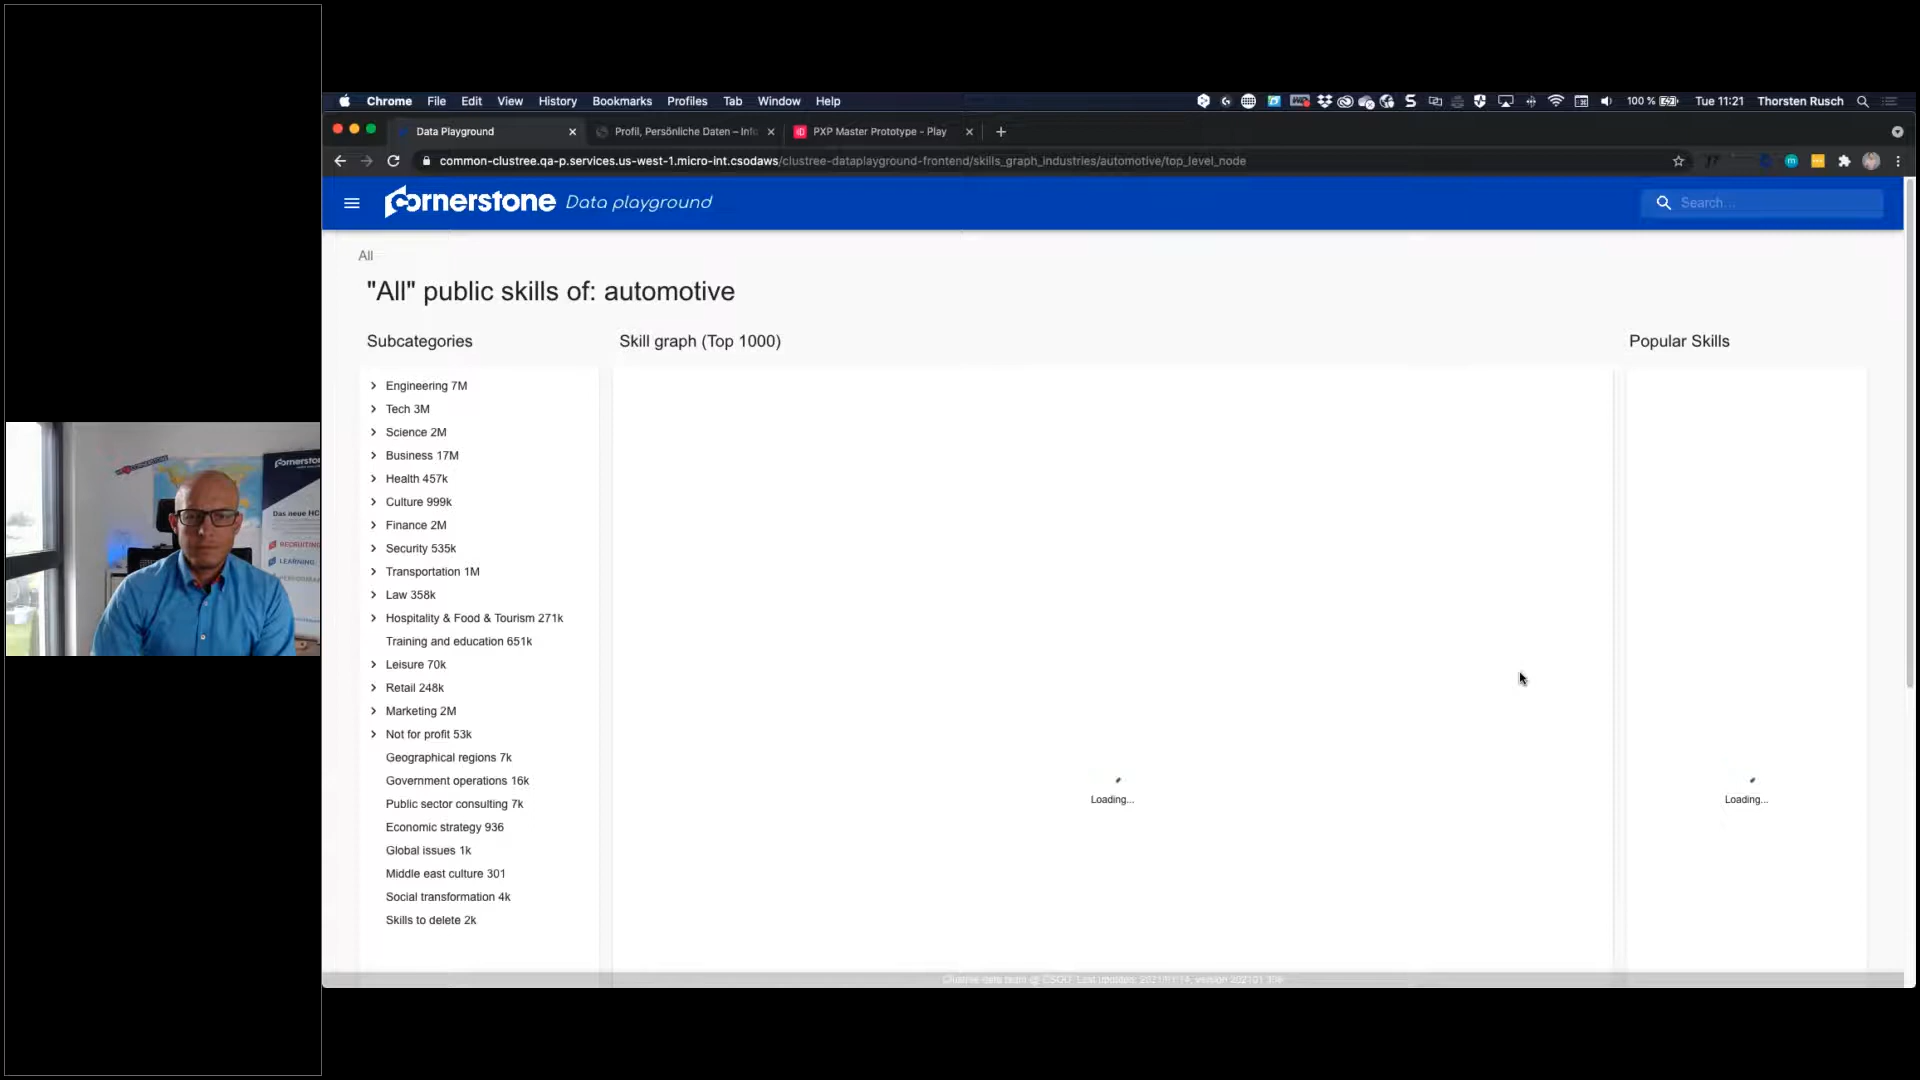 Chrome File Edit View History Bookmarks Profiles Tab Window Help
100 % Tue 11:21 Thorsten Rusch
Data Playground
Profil, Persönliche Daten – Info
PXP Master Prototype - Play
common-clustree.qa-p.services.us-west-1.micro-int.csodaws/clustree-dataplayground-frontend/skills_graph_industries/automotive/top_level_node
cornerstone Data playground
Search...
All
"All" public skills of: automotive
Subcategories
Skill graph (Top 1000)
Popular Skills
Engineering 7M
Tech 3M
Science 2M
Business 17M
Health 457k
Culture 999k
Finance 2M
Security 535k
Transportation 1M
Law 358k
Hospitality & Food & Tourism 271k
Training and education 651k
Leisure 70k
Retail 248k
Marketing 2M
Not for profit 53k
Geographical regions 7k
Government operations 16k
Public sector consulting 7k
Economic strategy 936
Global issues 1k
Middle east culture 301
Social transformation 4k
Skills to delete 2k
Loading...
Loading...
Das neue HC
RECRUITING
LEARNING